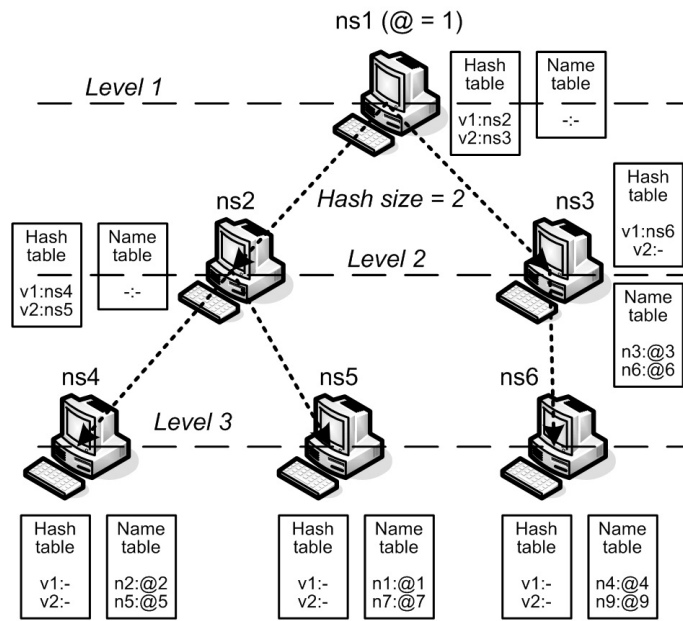 ns1 (@ = 1)
Level 1
Hash
table
v1:ns2
v2:ns3
Name
table
-:-
ns2
Hash size = 2
ns3
Hash
table
v1:ns4
v2:ns5
Name
table
-:-
Level 2
Hash
table
v1:ns6
v2:-
Name
table
n3:@3
n6:@6
ns4
ns5
ns6
Level 3
Hash
table
v1:-
v2:-
Name
table
n2:@2
n5:@5
Hash
table
v1:-
v2:-
Name
table
n1:@1
n7:@7
Hash
table
v1:-
v2:-
Name
table
n4:@4
n9:@9